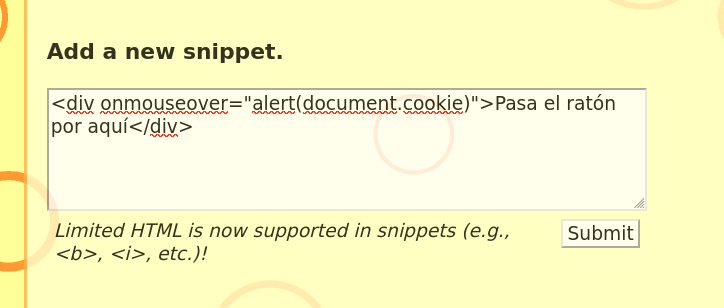 Add a new snippet.
<div onmouseover="alert(document.cookie)">Pasa el ratón
por aquí</div>
Limited HTML is now supported in snippets (e.g.,
<b>, <i>, etc.)!
Submit